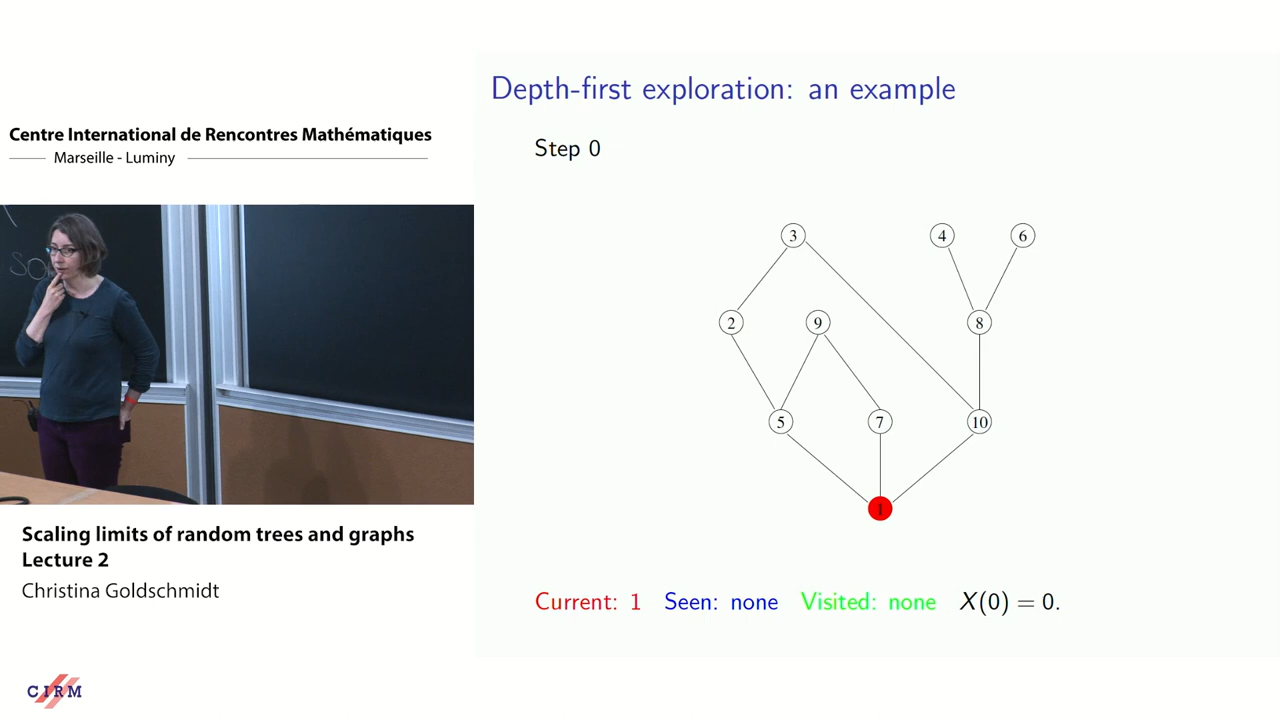 Centre International de Rencontres Mathématiques
Marseille - Luminy
SO
Scaling limits of random trees and graphs
Lecture 2
Christina Goldschmidt
CIRM
Depth-first exploration: an example
Step 0
3 4 6
2 9 8
5 7 10
1
Current: 1 Seen: none Visited: none X(0) = 0.